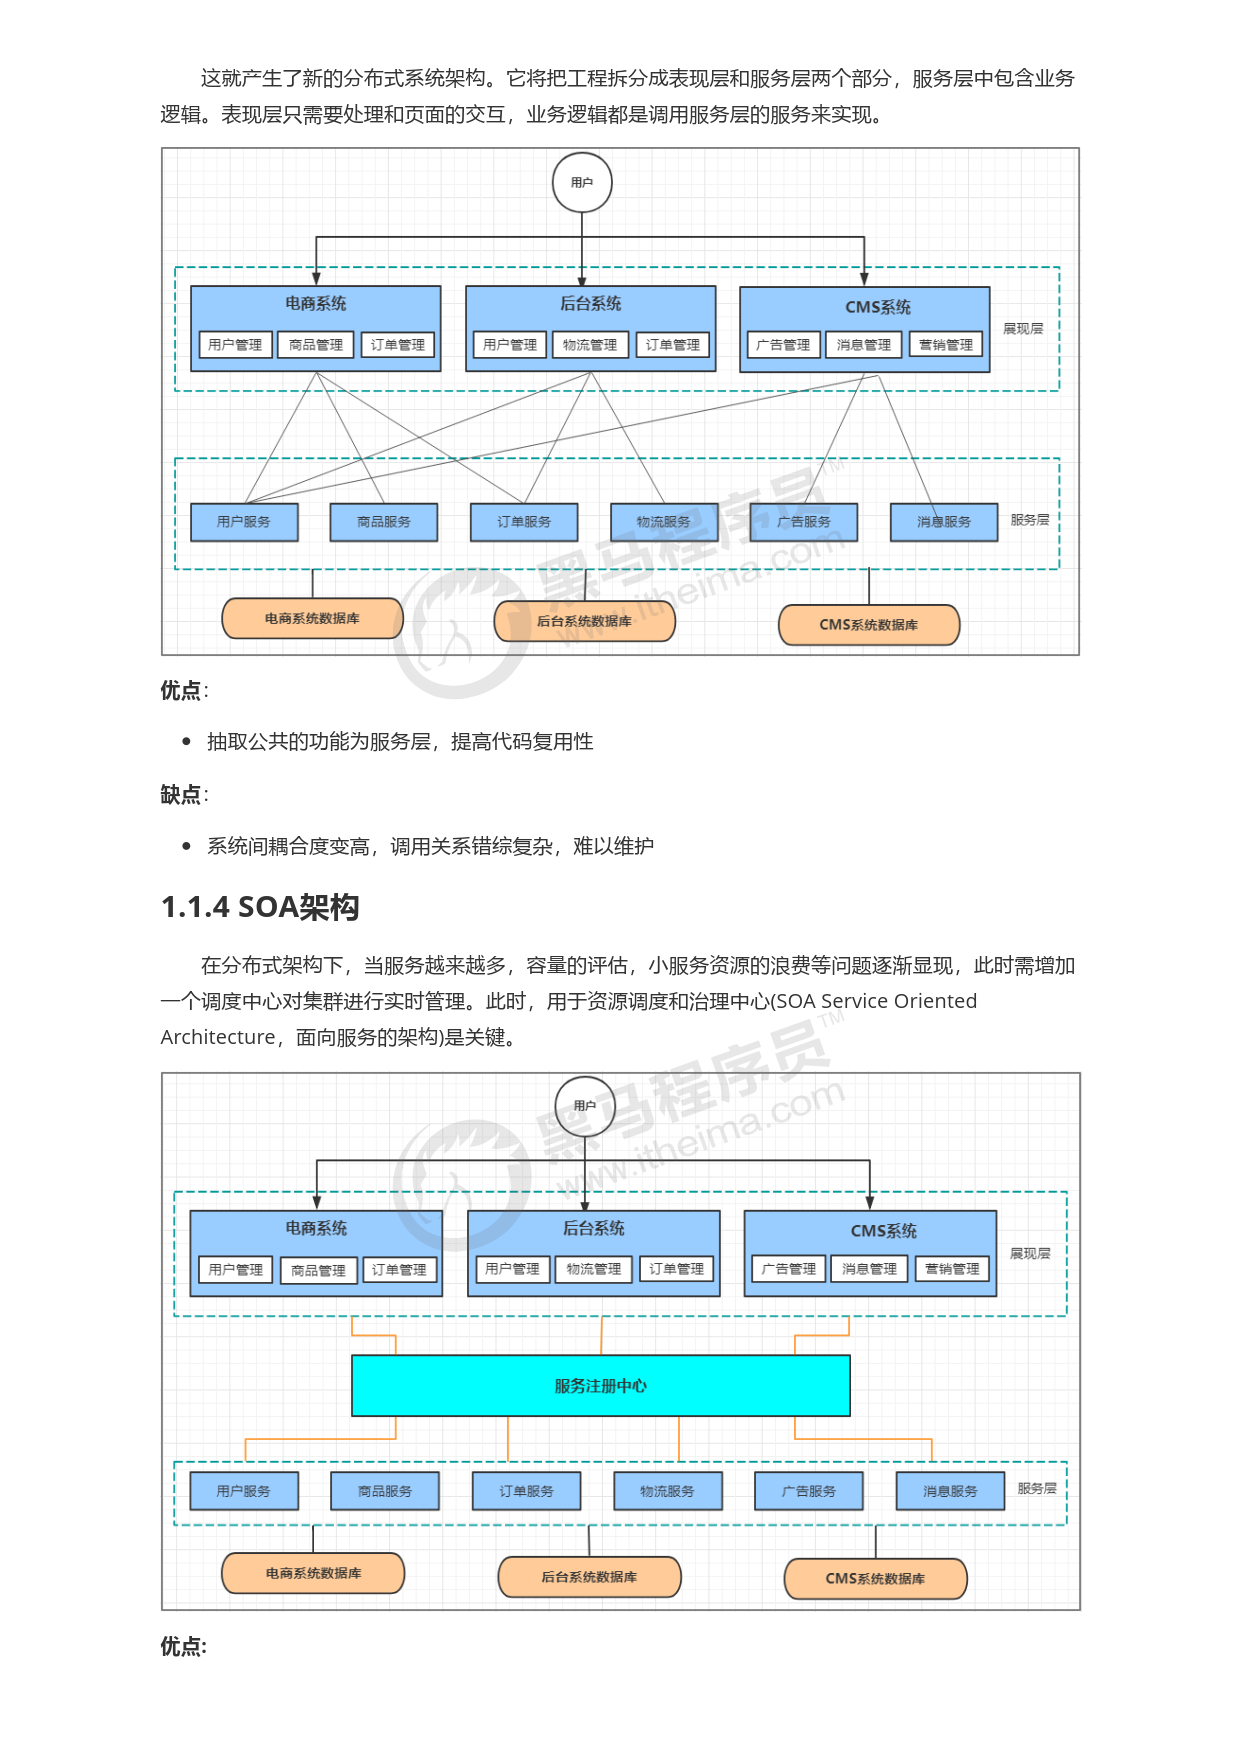 这就产生了新的分布式系统架构。它将把工程拆分成表现层和服务层两个部分，服务层中包含业务
逻辑。表现层只需要处理和页面的交互，业务逻辑都是调用服务层的服务来实现。
用户
电商系统 后台系统 CMS系统
用户管理 商品管理 订单管理 用户管理 物流管理 订单管理 广告管理 消息管理 营销管理 展现层
用户服务 商品服务 订单服务 物流服务 广告服务 消息服务 服务层
电商系统数据库 后台系统数据库 CMS系统数据库
黑马程序员™
www.itheima.com
优点：
• 抽取公共的功能为服务层，提高代码复用性
缺点：
• 系统间耦合度变高，调用关系错综复杂，难以维护
1.1.4 SOA架构
在分布式架构下，当服务越来越多，容量的评估，小服务资源的浪费等问题逐渐显现，此时需增加
一个调度中心对集群进行实时管理。此时，用于资源调度和治理中心(SOA Service Oriented
Architecture，面向服务的架构)是关键。
黑马程序员™
www.itheima.com
用户
电商系统 后台系统 CMS系统
用户管理 商品管理 订单管理 用户管理 物流管理 订单管理 广告管理 消息管理 营销管理 展现层
服务注册中心
用户服务 商品服务 订单服务 物流服务 广告服务 消息服务 服务层
电商系统数据库 后台系统数据库 CMS系统数据库
优点: